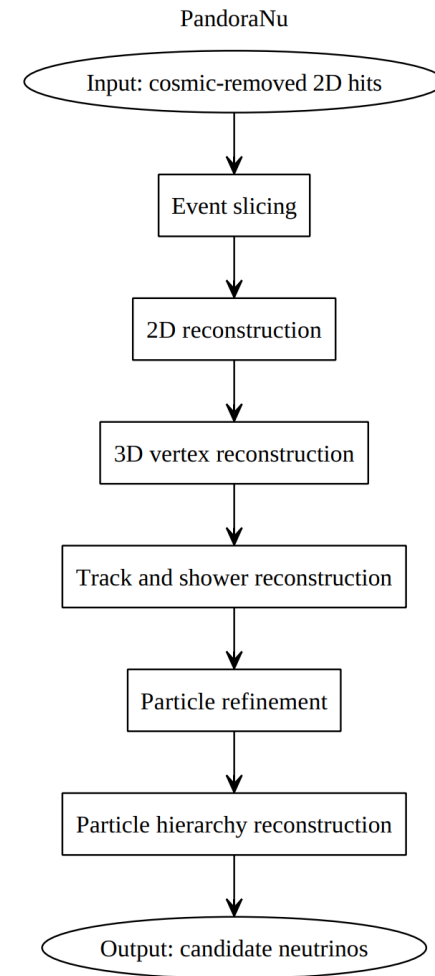 PandoraNu
Input: cosmic-removed 2D hits
Event slicing
2D reconstruction
3D vertex reconstruction
Track and shower reconstruction
Particle refinement
Particle hierarchy reconstruction
Output: candidate neutrinos